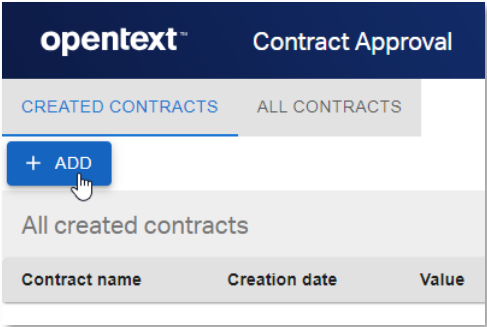 opentext™ Contract Approval
CREATED CONTRACTS ALL CONTRACTS
+ ADD
All created contracts
Contract name Creation date Value